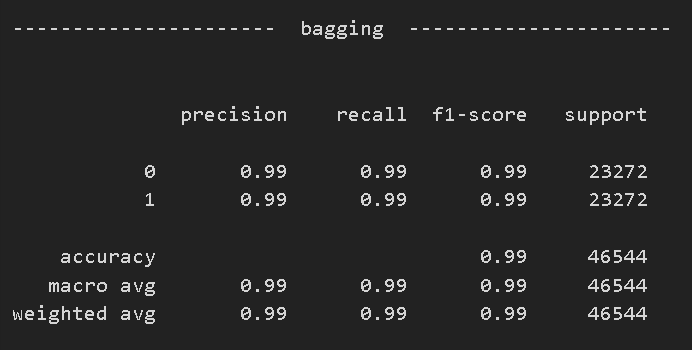 ---------------------- bagging ----------------------
precision recall f1-score support
0 0.99 0.99 0.99 23272
1 0.99 0.99 0.99 23272
accuracy 0.99 46544
macro avg 0.99 0.99 0.99 46544
weighted avg 0.99 0.99 0.99 46544